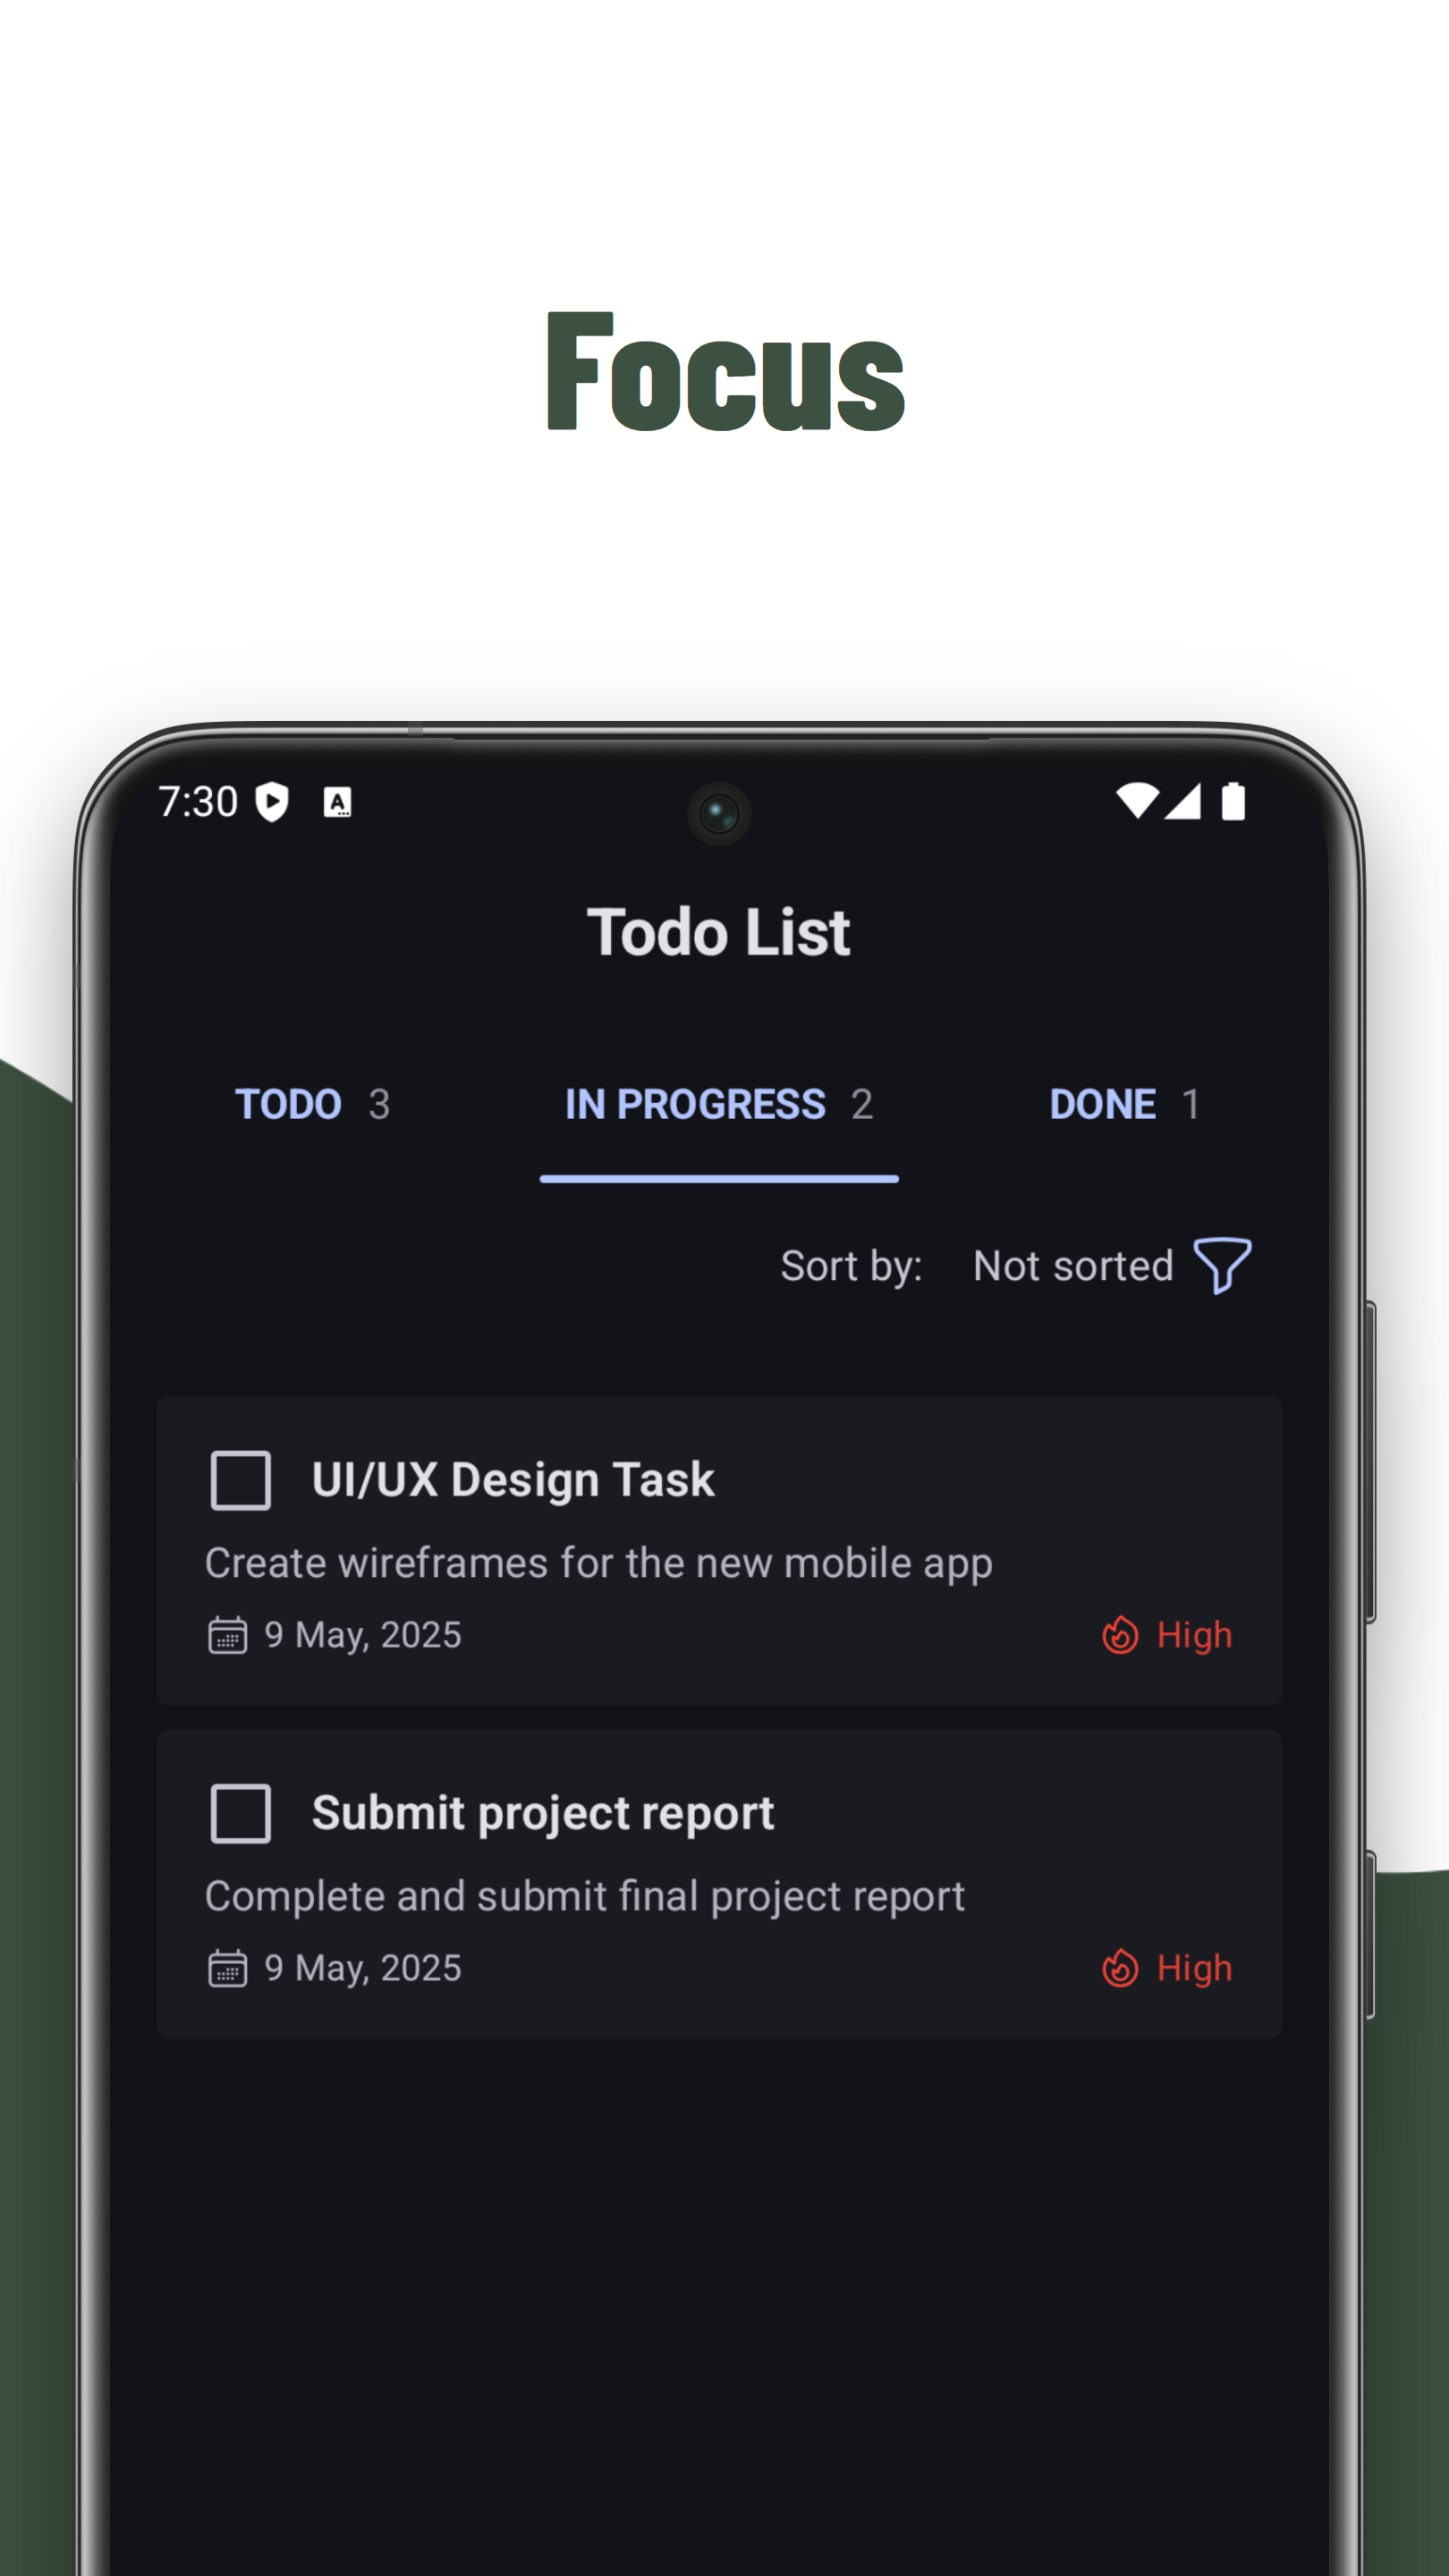 Focus
7:30
Todo List
TODO 3 IN PROGRESS 2 DONE 1
Sort by: Not sorted
UI/UX Design Task
Create wireframes for the new mobile app
9 May, 2025 High
Submit project report
Complete and submit final project report
9 May, 2025 High